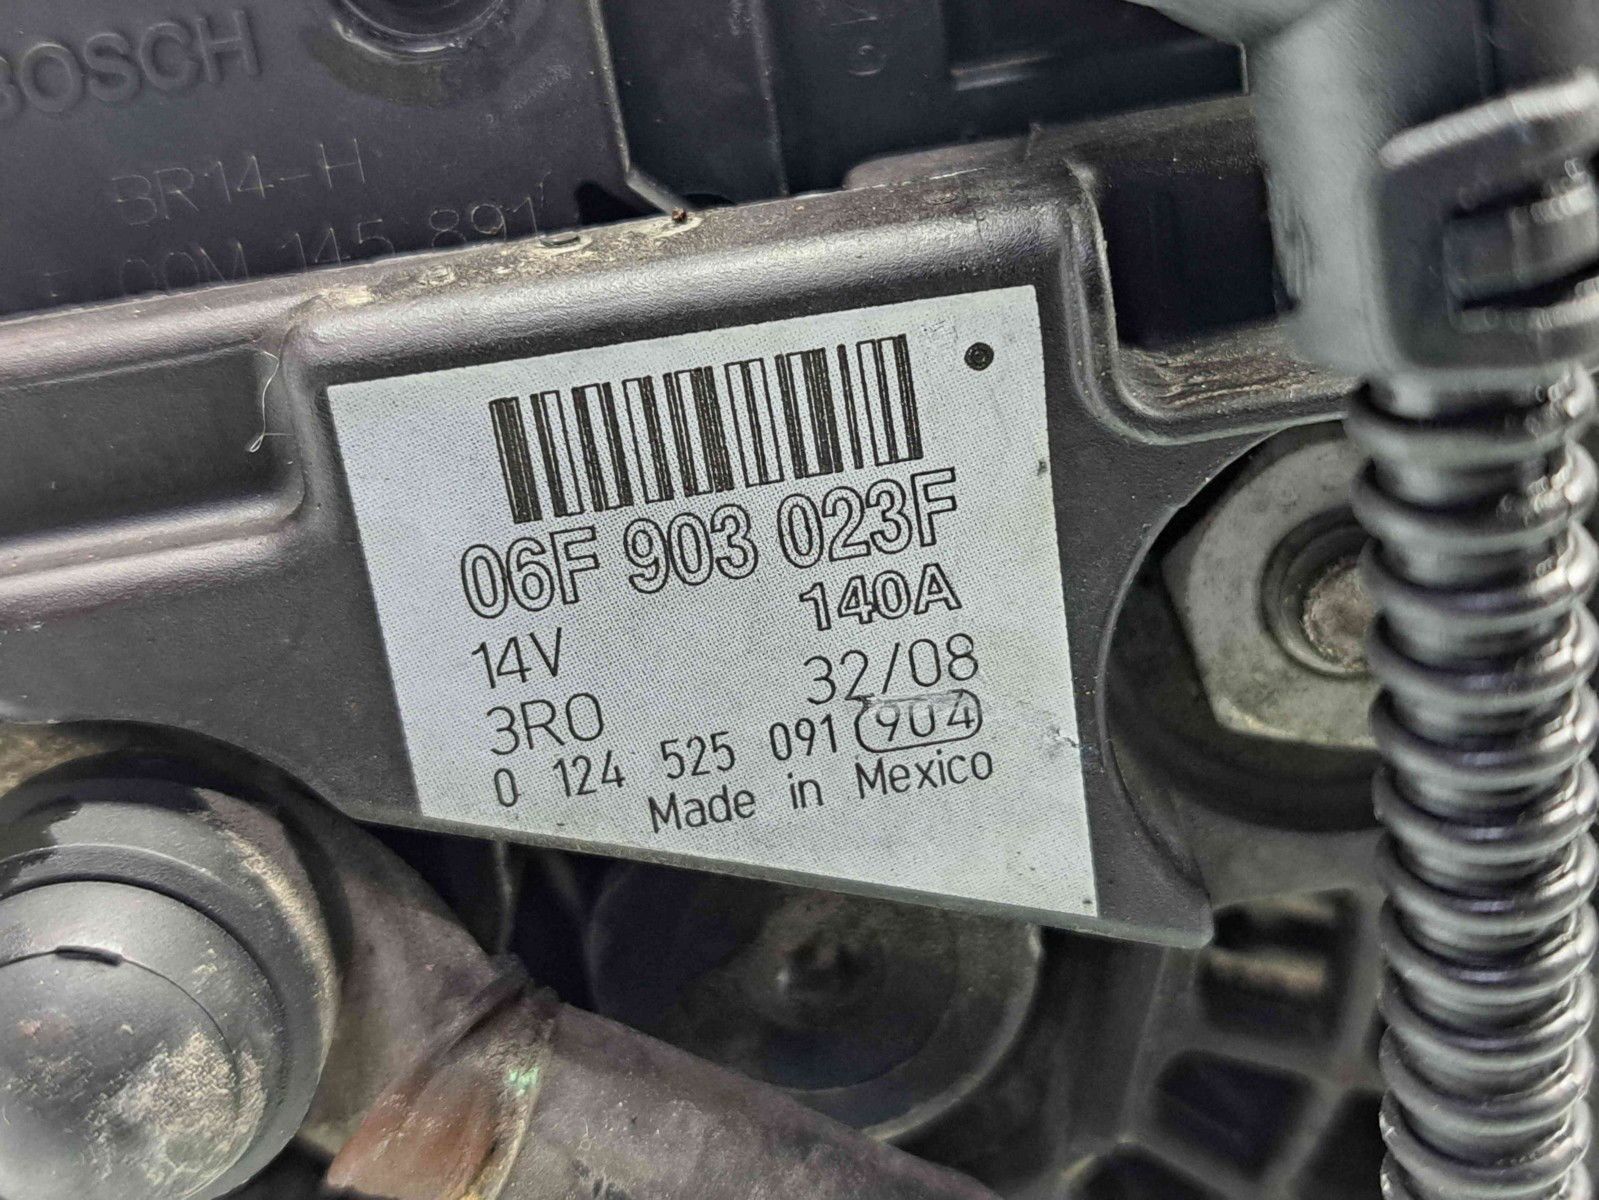 BOSCH
BR14-H
145 891
06F 903 023F
14V 140A
3R0 32/08
0 124 525 091 904
Made in Mexico